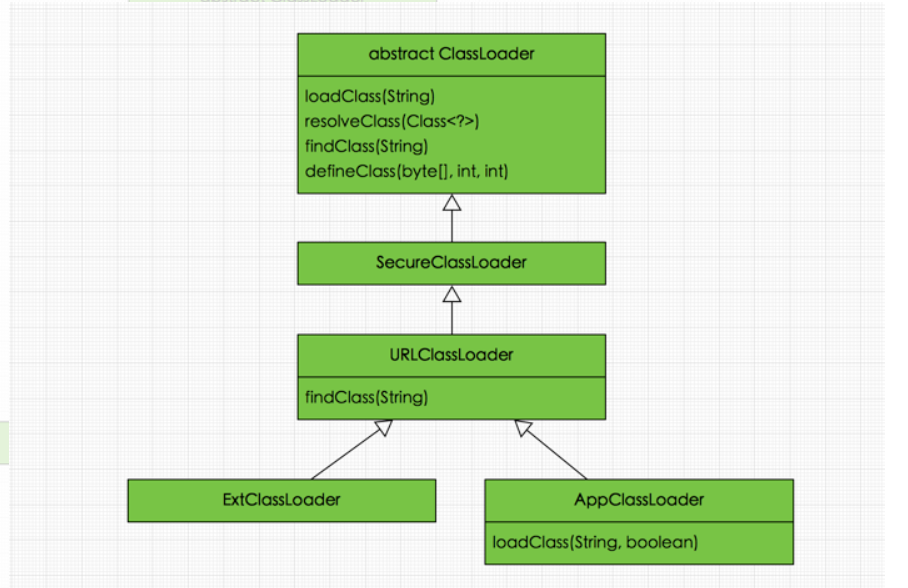 abstract ClassLoader
loadClass(String)
resolveClass(Class<?>)
findClass(String)
defineClass(byte[], int, int)
SecureClassLoader
URLClassLoader
findClass(String)
ExtClassLoader
AppClassLoader
loadClass(String, boolean)